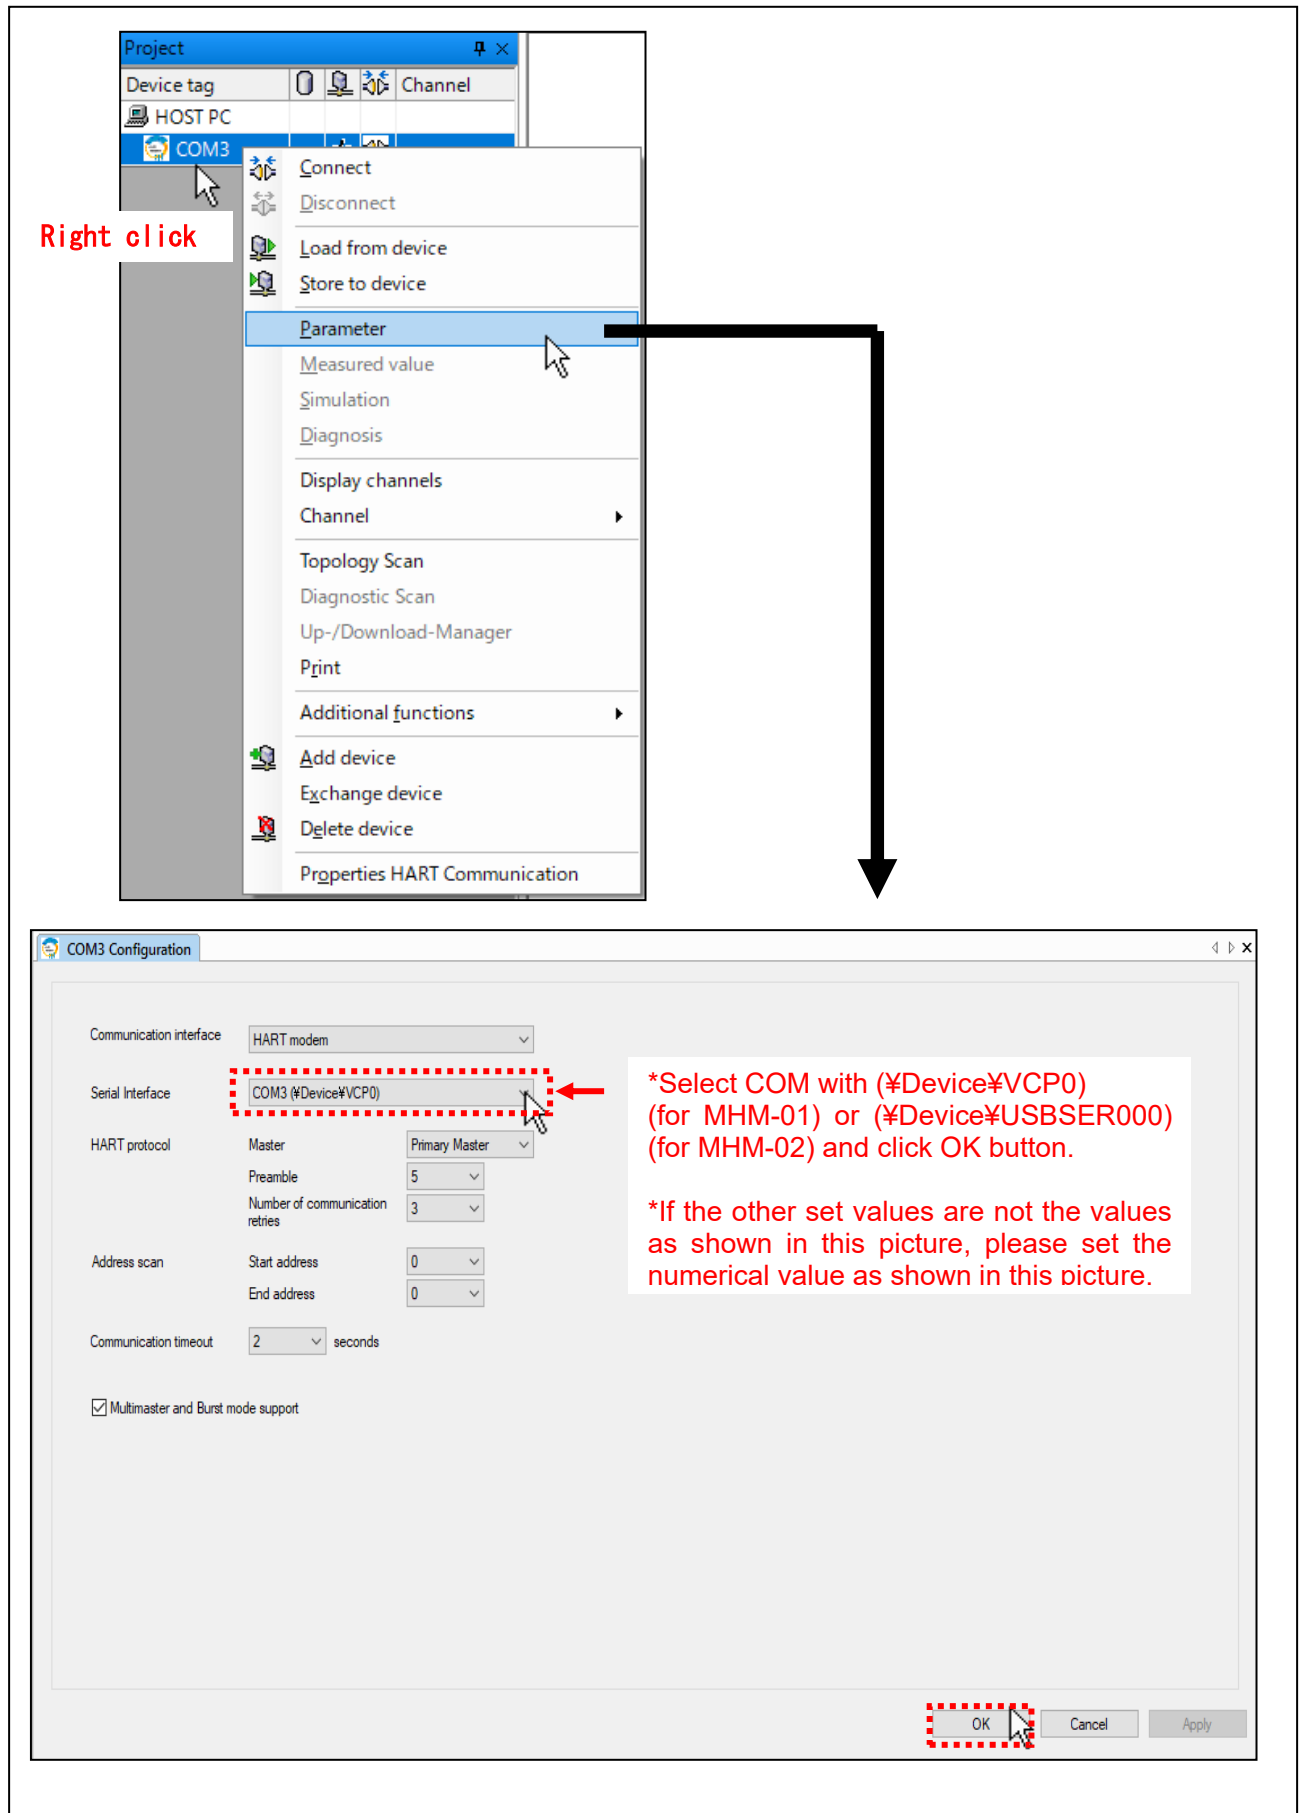 Project
Device tag Channel
HOST PC
COM3
Right click
Connect
Disconnect
Load from device
Store to device
Parameter
Measured value
Simulation
Diagnosis
Display channels
Channel
Topology Scan
Diagnostic Scan
Up-/Download-Manager
Print
Additional functions
Add device
Exchange device
Delete device
Properties HART Communication
COM3 Configuration
Communication interface HART modem
Serial Interface COM3 (¥Device¥VCP0)
*Select COM with (¥Device¥VCP0)
(for MHM-01) or (¥Device¥USBSER000)
(for MHM-02) and click OK button.
*If the other set values are not the values
as shown in this picture, please set the
numerical value as shown in this picture.
HART protocol Master Primary Master
Preamble 5
Number of communication
retries 3
Address scan Start address 0
End address 0
Communication timeout 2 seconds
Multimaster and Burst mode support
OK Cancel Apply